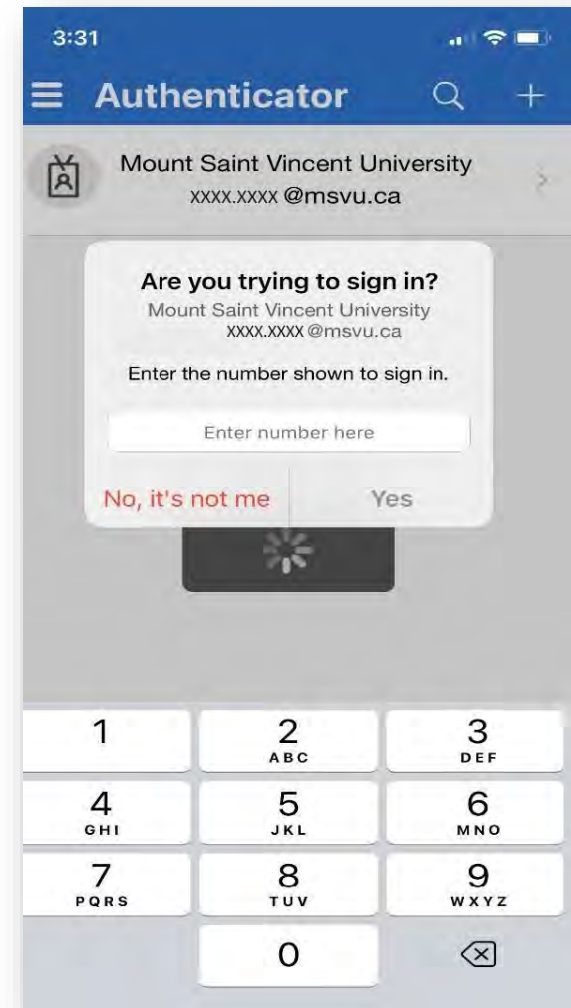 3:31
Authenticator
Mount Saint Vincent University
xxxx.xxxx @msvu.ca
Are you trying to sign in?
Mount Saint Vincent University
xxxx.xxxx @msvu.ca
Enter the number shown to sign in.
Enter number here
No, it's not me Yes
1 2 3
ABC DEF
4 5 6
GHI JKL MNO
7 8 9
PQRS TUV WXYZ
0